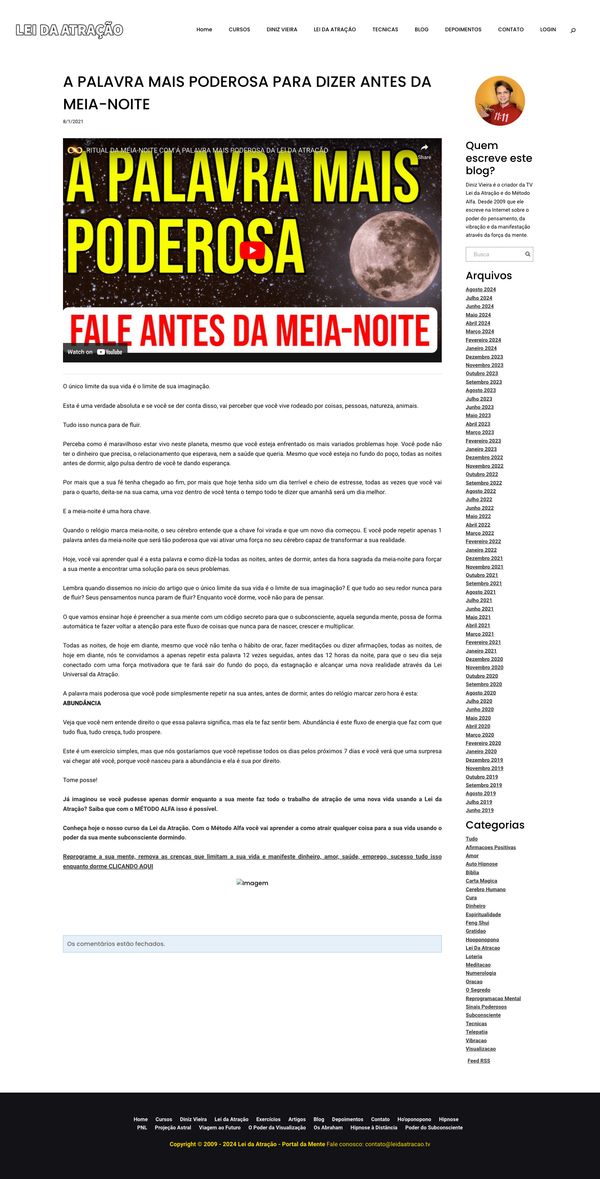 LEI DA ATRAÇÃO
Home CURSOS DINIZ VIEIRA LEI DA ATRAÇÃO TECNICAS BLOG DEPOIMENTOS CONTATO LOGIN
A PALAVRA MAIS PODEROSA PARA DIZER ANTES DA
MEIA-NOITE
8/1/2021
RITUAL DA MEIA-NOITE COM A PALAVRA MAIS PODEROSA DA LEI DA ATRAÇÃO
Share
A PALAVRA MAIS
PODEROSA
FALE ANTES DA MEIA-NOITE
Watch on YouTube
O único limite da sua vida é o limite de sua imaginação.
Esta é uma verdade absoluta e se você se der conta disso, vai perceber que você vive rodeado por coisas, pessoas, natureza, animais.
Tudo isso nunca para de fluir.
Perceba como é maravilhoso estar vivo neste planeta, mesmo que você esteja enfrentado os mais variados problemas hoje. Você pode não
ter o dinheiro que precisa, o relacionamento que esperava, nem a saúde que queria. Mesmo que você esteja no fundo do poço, todas as noites
antes de dormir, algo pulsa dentro de você te dando esperança.
Por mais que a sua fé tenha chegado ao fim, por mais que hoje tenha sido um dia terrível e cheio de estresse, todas as vezes que você vai
para o quarto, deita-se na sua cama, uma voz dentro de você tenta o tempo todo te dizer que amanhã será um dia melhor.
E a meia-noite é uma hora chave.
Quando o relógio marca meia-noite, o seu cérebro entende que a chave foi virada e que um novo dia começou. E você pode repetir apenas 1
palavra antes da meia-noite que será tão poderosa que vai ativar uma força no seu cérebro capaz de transformar a sua realidade.
Hoje, você vai aprender qual é a esta palavra e como dizê-la todas as noites, antes de dormir, antes da hora sagrada da meia-noite para forçar
a sua mente a encontrar uma solução para os seus problemas.
Lembra quando dissemos no início do artigo que o único limite da sua vida é o limite de sua imaginação? E que tudo ao seu redor nunca para
de fluir? Seus pensamentos nunca param de fluir? Enquanto você dorme, você não para de pensar.
O que vamos ensinar hoje é preencher a sua mente com um código secreto para que o subconsciente, aquela segunda mente, possa de forma
automática te fazer voltar a atenção para este fluxo de coisas que nunca para de nascer, crescer e multiplicar.
Todas as noites, de hoje em diante, mesmo que você não tenha o hábito de orar, fazer meditações ou dizer afirmações, todas as noites, de
hoje em diante, nós te convidamos a apenas repetir esta palavra 12 vezes seguidas, antes das 12 horas da noite, para que o seu dia seja
conectado com uma força motivadora que te fará sair do fundo do poço, da estagnação e alcançar uma nova realidade através da Lei
Universal da Atração.
A palavra mais poderosa que você pode simplesmente repetir na sua antes, antes de dormir, antes do relógio marcar zero hora é esta:
ABUNDÂNCIA
Veja que você nem entende direito o que essa palavra significa, mas ela te faz sentir bem. Abundância é este fluxo de energia que faz com que
tudo flua, tudo cresça, tudo prospere.
Este é um exercício simples, mas que nós gostaríamos que você repetisse todos os dias pelos próximos 7 dias e você verá que uma surpresa
vai chegar até você, porque você nasceu para a abundância e ela é sua por direito.
Tome posse!
Já imaginou se você pudesse apenas dormir enquanto a sua mente faz todo o trabalho de atração de uma nova vida usando a Lei da
Atração? Saiba que com o MÉTODO ALFA isso é possível.
Conheça hoje o nosso curso da Lei da Atração. Com o Método Alfa você vai aprender a como atrair qualquer coisa para a sua vida usando o
poder da sua mente subconsciente dormindo.
Reprograme a sua mente, remova as crenças que limitam a sua vida e manifeste dinheiro, amor, saúde, emprego, sucesso tudo isso
enquanto dorme CLICANDO AQUI
Imagem
Os comentários estão fechados.
11:11
Quem
escreve este
blog?
Diniz Vieira é o criador da TV
Lei da Atração e do Método
Alfa. Desde 2009 que ele
escreve na Internet sobre o
poder do pensamento, da
vibração e da manifestação
através da força da mente.
Busca
Arquivos
Agosto 2024
Julho 2024
Junho 2024
Maio 2024
Abril 2024
Março 2024
Fevereiro 2024
Janeiro 2024
Dezembro 2023
Novembro 2023
Outubro 2023
Setembro 2023
Agosto 2023
Julho 2023
Junho 2023
Maio 2023
Abril 2023
Março 2023
Fevereiro 2023
Janeiro 2023
Dezembro 2022
Novembro 2022
Outubro 2022
Setembro 2022
Agosto 2022
Julho 2022
Junho 2022
Maio 2022
Abril 2022
Março 2022
Fevereiro 2022
Janeiro 2022
Dezembro 2021
Novembro 2021
Outubro 2021
Setembro 2021
Agosto 2021
Julho 2021
Junho 2021
Maio 2021
Abril 2021
Março 2021
Fevereiro 2021
Janeiro 2021
Dezembro 2020
Novembro 2020
Outubro 2020
Setembro 2020
Agosto 2020
Julho 2020
Junho 2020
Maio 2020
Abril 2020
Março 2020
Fevereiro 2020
Janeiro 2020
Dezembro 2019
Novembro 2019
Outubro 2019
Setembro 2019
Agosto 2019
Julho 2019
Junho 2019
Categorias
Tudo
Afirmacoes Positivas
Amor
Auto Hipnose
Biblia
Carta Magica
Cerebro Humano
Cura
Dinheiro
Espiritualidade
Feng Shui
Gratidao
Hooponopono
Lei Da Atracao
Loteria
Meditacao
Numerologia
Oracao
O Segredo
Reprogramacao Mental
Sinais Poderosos
Subconsciente
Tecnicas
Telepatia
Vibracao
Visualizacao
Feed RSS
Home Cursos Diniz Vieira Lei da Atração Exercícios Artigos Blog Depoimentos Contato Ho'oponopono Hipnose
PNL Projeção Astral Viagem ao Futuro O Poder da Visualização Os Abraham Hipnose à Distância Poder do Subconsciente
Copyright © 2009 - 2024 Lei da Atração - Portal da Mente Fale conosco: contato@leidaatracao.tv